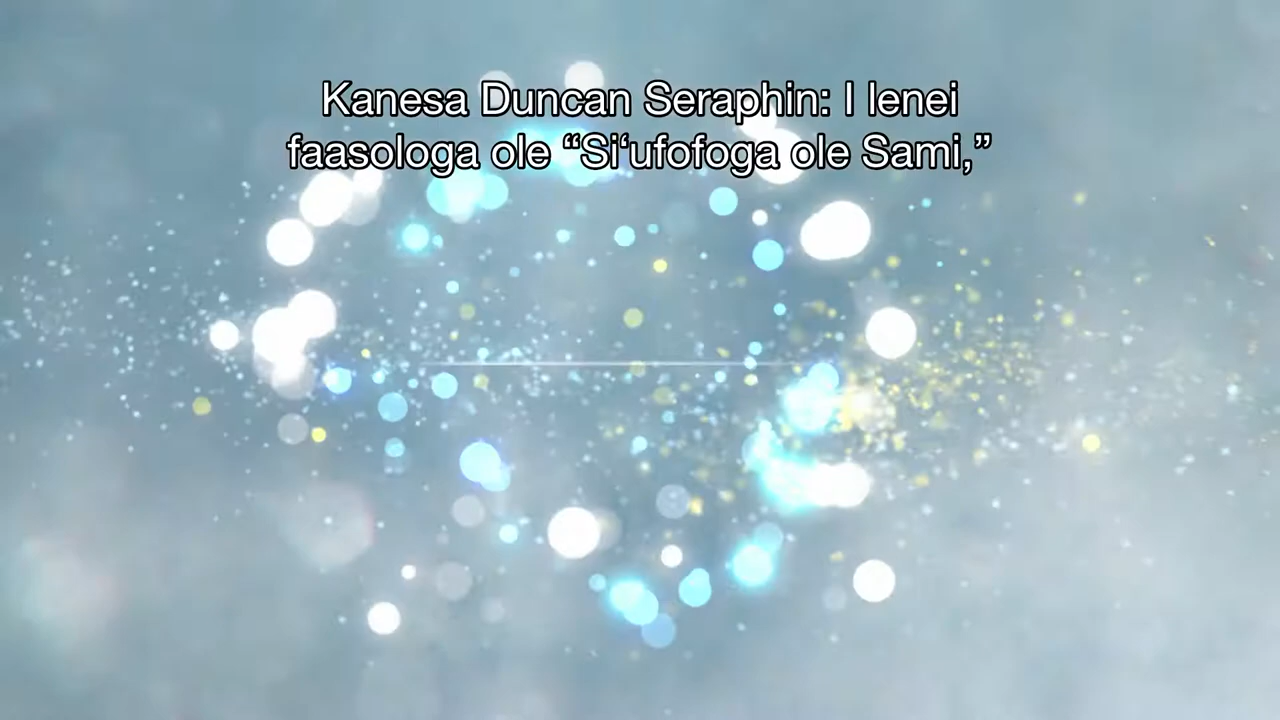 Kanesa Duncan Seraphin: I lenei
faasologa ole “Si‘ufofoga ole Sami,”